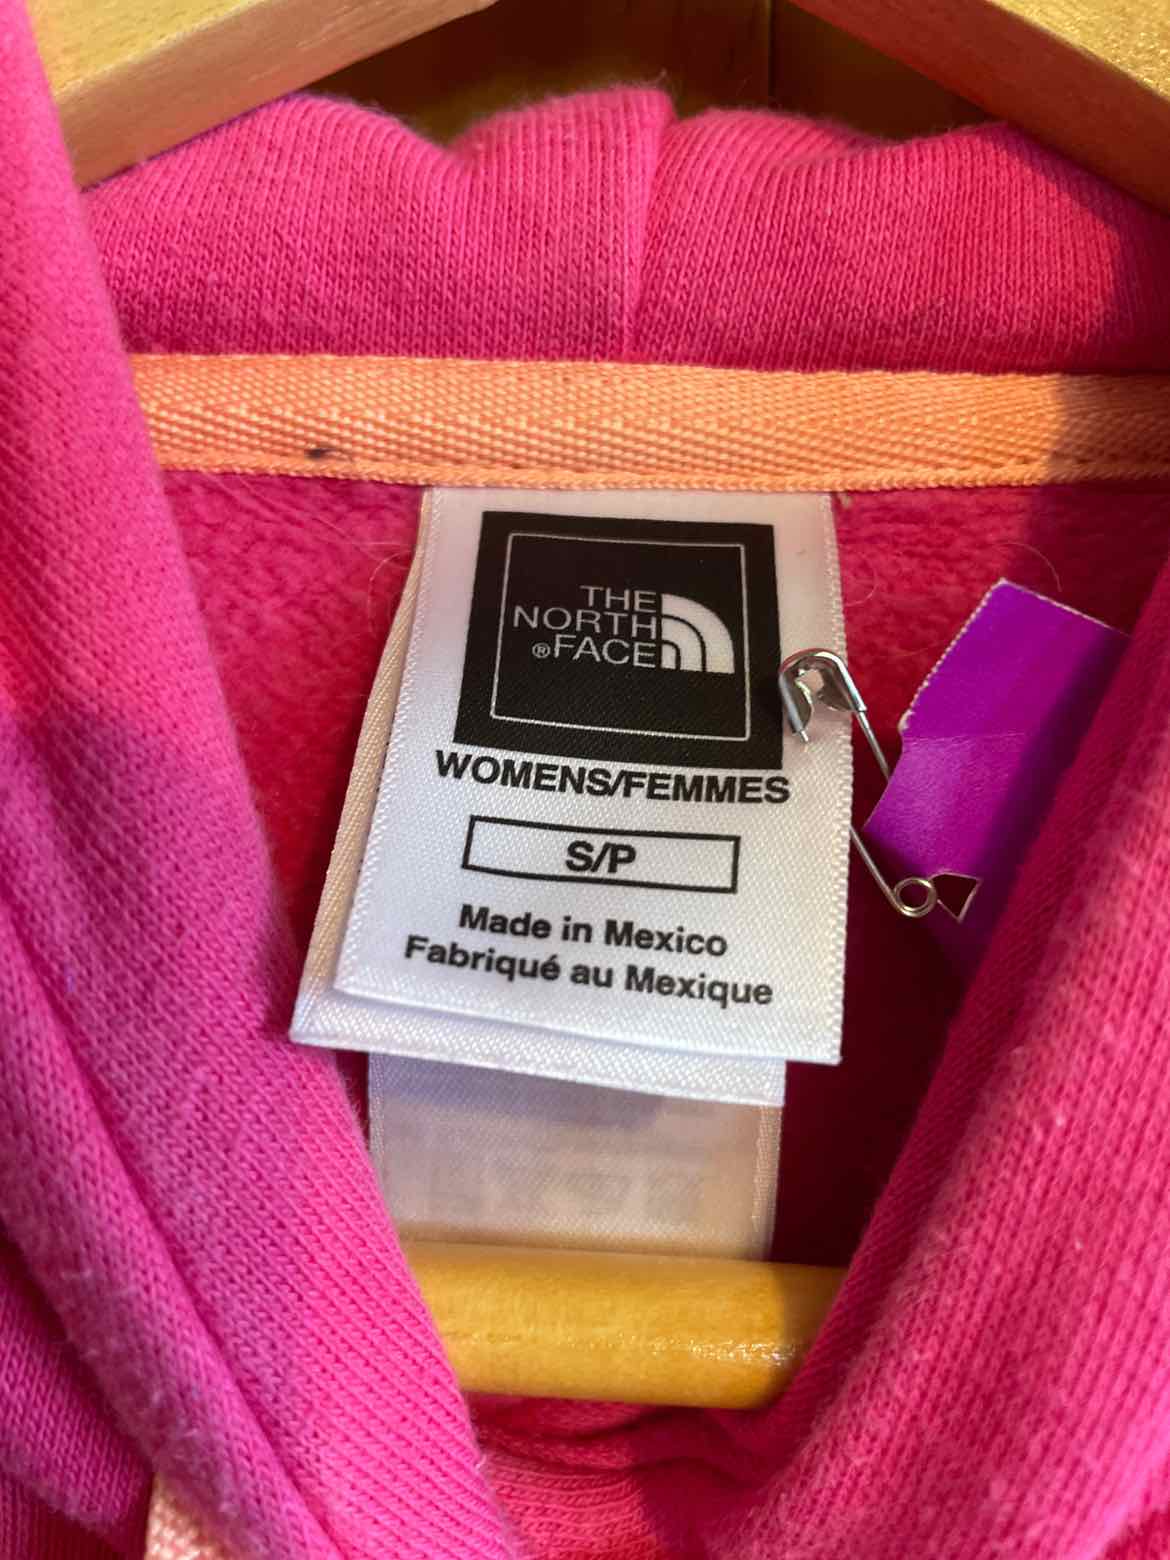 THE
NORTH
®FACE
WOMENS/FEMMES
S/P
Made in Mexico
Fabriqué au Mexique